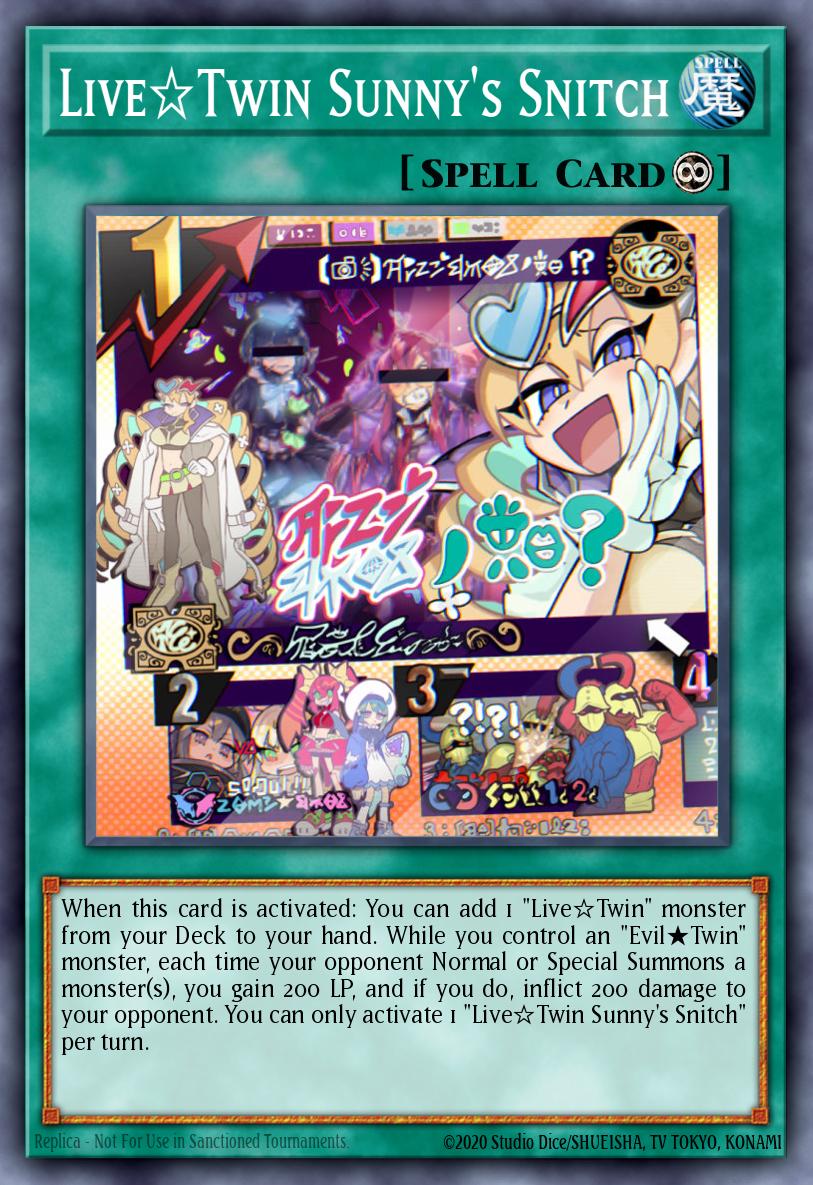 Live☆Twin Sunny's Snitch
SPELL
魔
[Spell Card]
1
!?
?
2
3
4
?!?!
When this card is activated: You can add 1 "Live☆Twin" monster
from your Deck to your hand. While you control an "Evil★Twin"
monster, each time your opponent Normal or Special Summons a
monster(s), you gain 200 LP, and if you do, inflict 200 damage to
your opponent. You can only activate 1 "Live☆Twin Sunny's Snitch"
per turn.
Replica - Not For Use in Sanctioned Tournaments.
©2020 Studio Dice/SHUEISHA, TV TOKYO, KONAMI